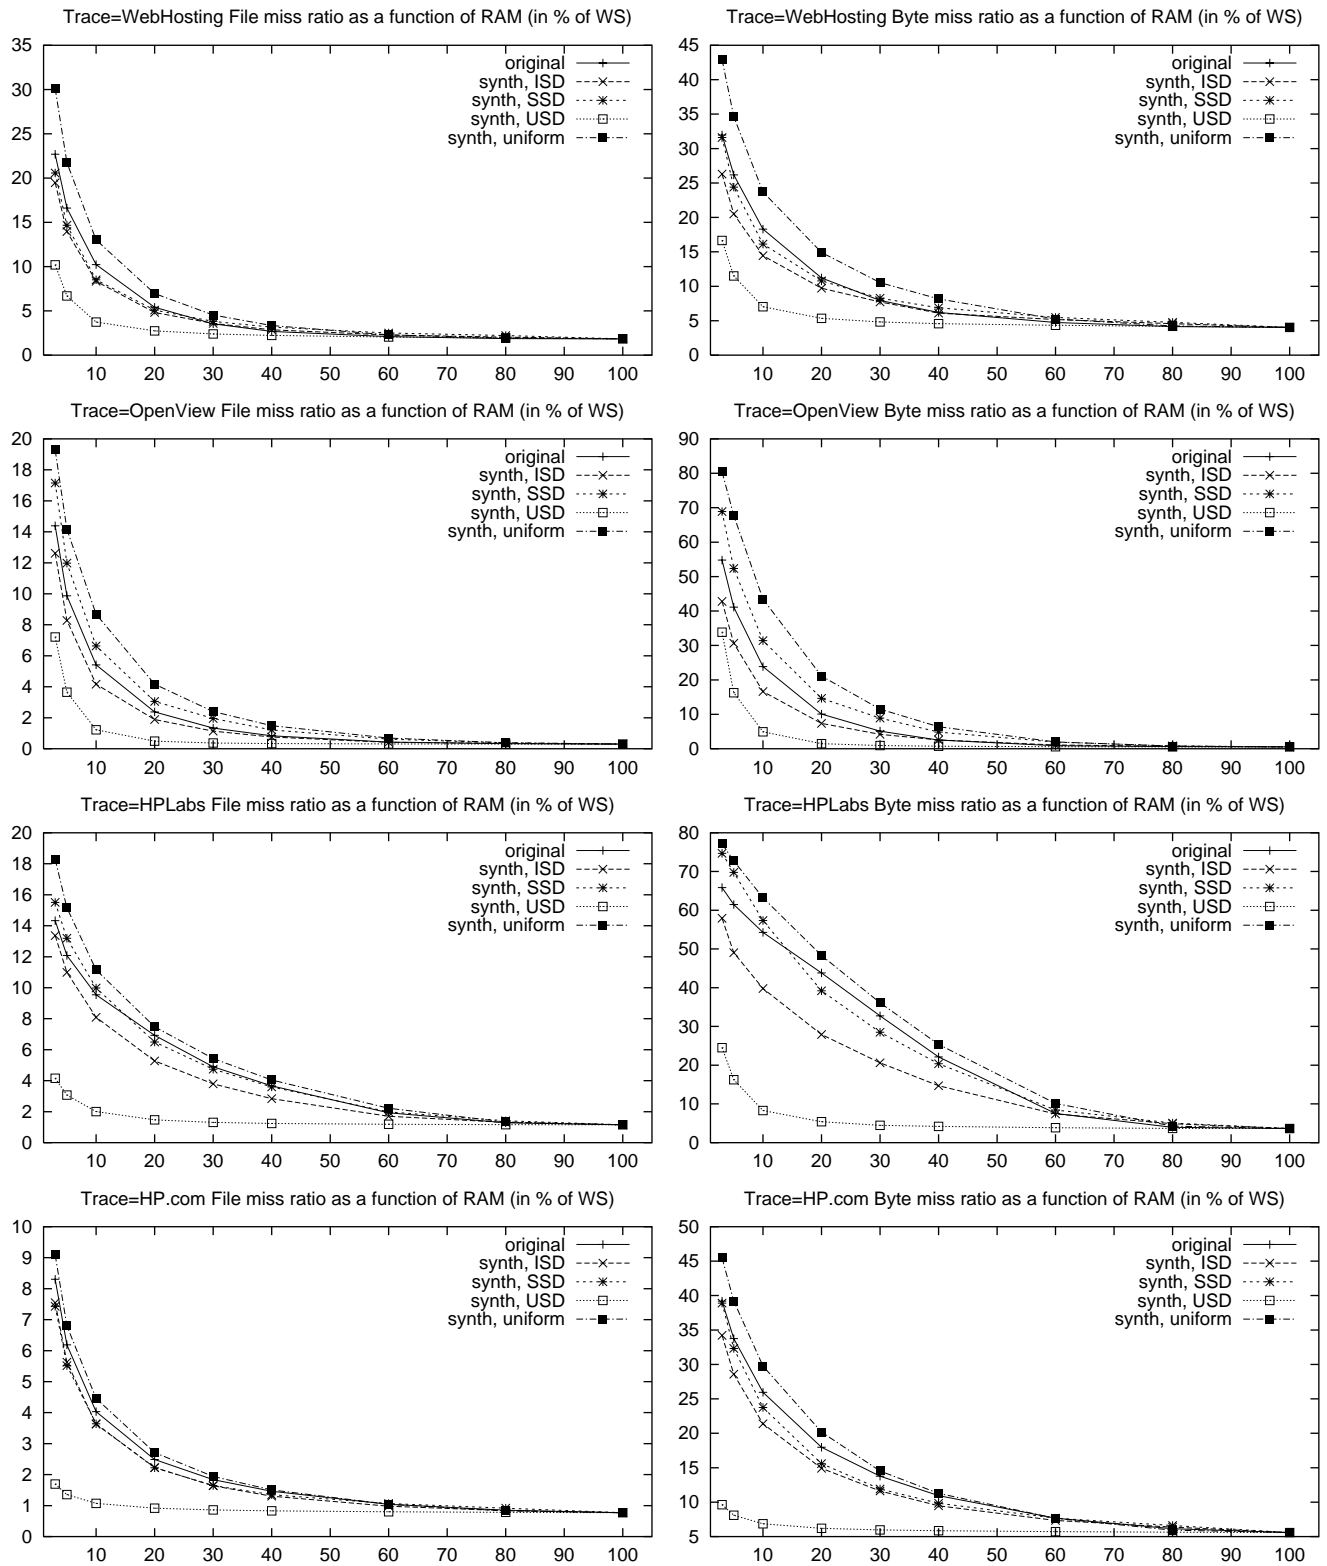 Trace=WebHosting File miss ratio as a function of RAM (in % of WS)
35
30
25
20
15
10
5
0
original
synth, ISD
synth, SSD
synth, USD
synth, uniform
10 20 30 40 50 60 70 80 90 100
Trace=WebHosting Byte miss ratio as a function of RAM (in % of WS)
45
40
35
30
25
20
15
10
5
0
original
synth, ISD
synth, SSD
synth, USD
synth, uniform
10 20 30 40 50 60 70 80 90 100
Trace=OpenView File miss ratio as a function of RAM (in % of WS)
20
18
16
14
12
10
8
6
4
2
0
original
synth, ISD
synth, SSD
synth, USD
synth, uniform
10 20 30 40 50 60 70 80 90 100
Trace=OpenView Byte miss ratio as a function of RAM (in % of WS)
90
80
70
60
50
40
30
20
10
0
original
synth, ISD
synth, SSD
synth, USD
synth, uniform
10 20 30 40 50 60 70 80 90 100
Trace=HPLabs File miss ratio as a function of RAM (in % of WS)
20
18
16
14
12
10
8
6
4
2
0
original
synth, ISD
synth, SSD
synth, USD
synth, uniform
10 20 30 40 50 60 70 80 90 100
Trace=HPLabs Byte miss ratio as a function of RAM (in % of WS)
80
70
60
50
40
30
20
10
0
original
synth, ISD
synth, SSD
synth, USD
synth, uniform
10 20 30 40 50 60 70 80 90 100
Trace=HP.com File miss ratio as a function of RAM (in % of WS)
10
9
8
7
6
5
4
3
2
1
0
original
synth, ISD
synth, SSD
synth, USD
synth, uniform
10 20 30 40 50 60 70 80 90 100
Trace=HP.com Byte miss ratio as a function of RAM (in % of WS)
50
45
40
35
30
25
20
15
10
5
original
synth, ISD
synth, SSD
synth, USD
synth, uniform
10 20 30 40 50 60 70 80 90 100